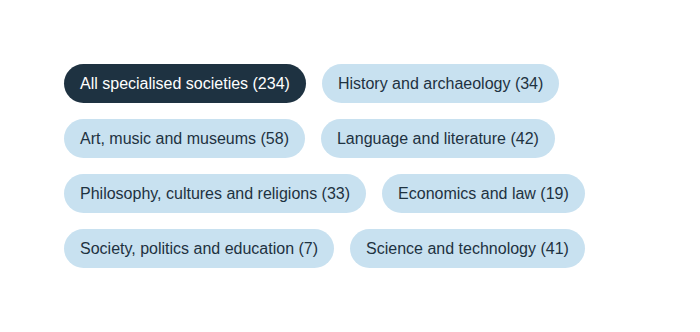 All specialised societies (234) History and archaeology (34)
Art, music and museums (58) Language and literature (42)
Philosophy, cultures and religions (33) Economics and law (19)
Society, politics and education (7) Science and technology (41)